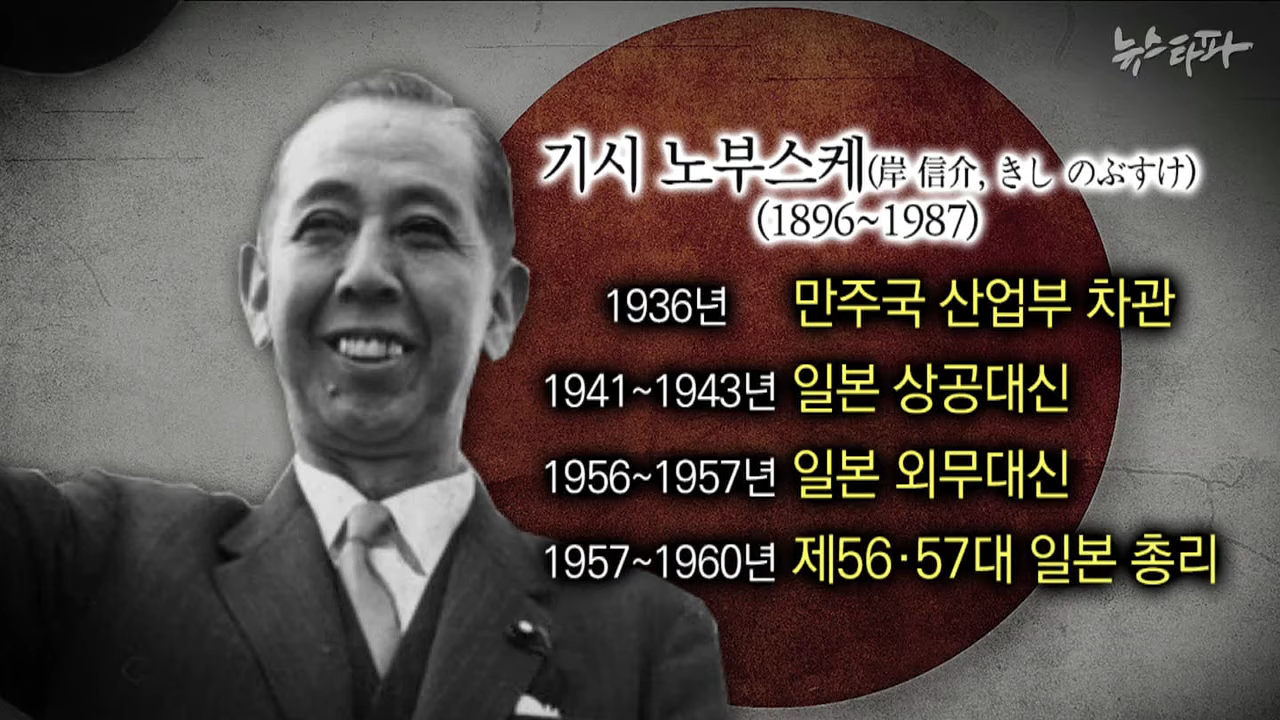 뉴스타파
기시 노부스케(岸 信介, きし のぶすけ)
(1896~1987)
1936년 만주국 산업부 차관
1941~1943년 일본 상공대신
1956~1957년 일본 외무대신
1957~1960년 제56·57대 일본 총리